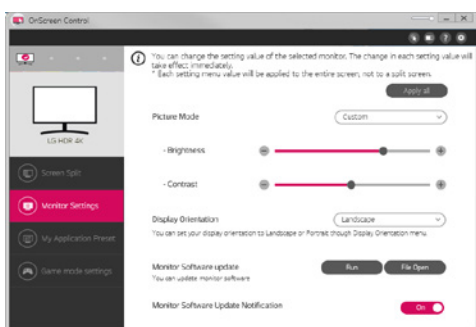 OnScreen Control
You can change the setting value of the selected monitor. The change in each setting value will
take effect immediately.
* Each setting menu value will be applied to the entire screen; not to a split screen.
Apply all
LG HDR 4K
Picture Mode
Custom
- Brightness
- Contrast
Screen Split
Monitor Settings
My Application Preset
Game mode settings
Display Orientation
Landscape
You can set your display orientation to Landscape or Portrait though Display Orientation menu
Monitor Software update
Run
File Open
You can update monitor software
Monitor Software Update Notification
On